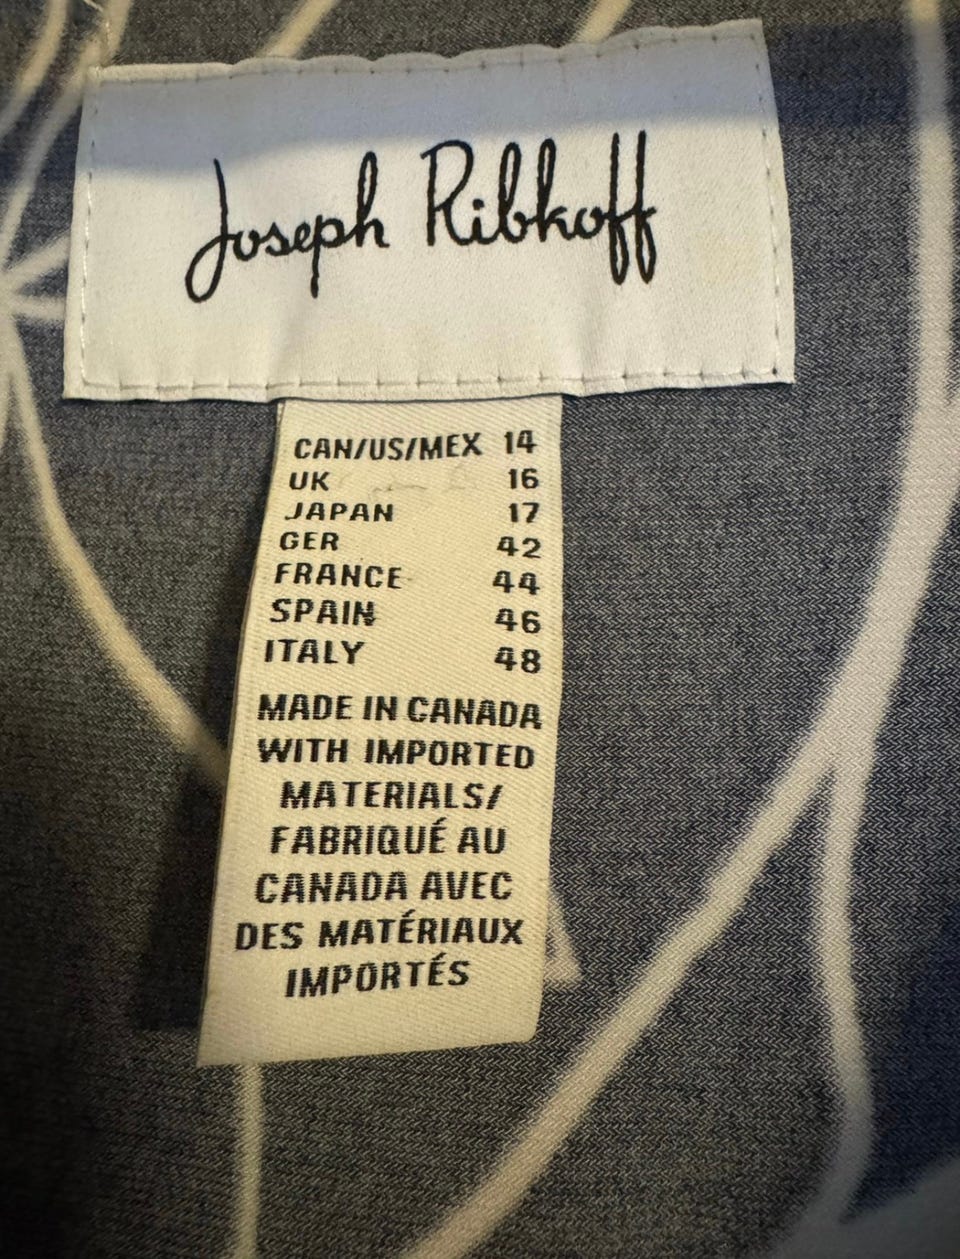 Joseph Ribkoff
CAN/US/MEX 14
UK 16
JAPAN 17
GER 42
FRANCE 44
SPAIN 46
ITALY 48
MADE IN CANADA
WITH IMPORTED
MATERIALS/
FABRIQUÉ AU
CANADA AVEC
DES MATÉRIAUX
IMPORTÉS